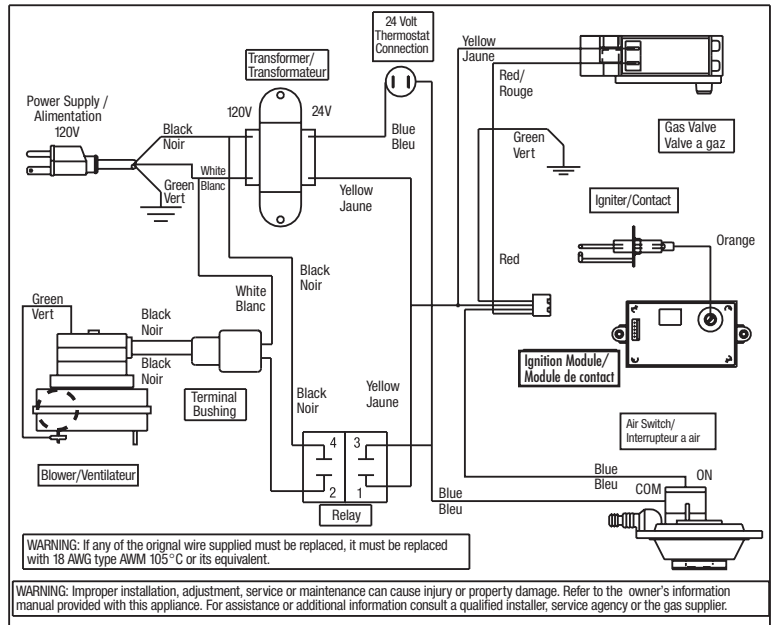 24 Volt
Thermostat
Connection
Transformer/
Transformateur
Power Supply /
Alimentation
120V
120V
24V
Black
Noir
White
Blanc
Green
Vert
Blue
Bleu
Yellow
Jaune
Yellow
Jaune
Red/
Rouge
Green
Vert
Gas Valve
Valve a gaz
Igniter/Contact
Orange
Red
Ignition Module/
Module de contact
Green
Vert
Black
Noir
Black
Noir
White
Blanc
Black
Noir
Terminal
Bushing
Black
Noir
Yellow
Jaune
4
3
2
1
Relay
Blower/Ventilateur
Air Switch/
Interrupteur a air
Blue
Bleu
ON
COM
Blue
Bleu
WARNING: If any of the orignal wire supplied must be replaced, it must be replaced
with 18 AWG type AWM 105°C or its equivalent.
WARNING: Improper installation, adjustment, service or maintenance can cause injury or property damage. Refer to the owner's information
manual provided with this appliance. For assistance or additional information consult a qualified installer, service agency or the gas supplier.